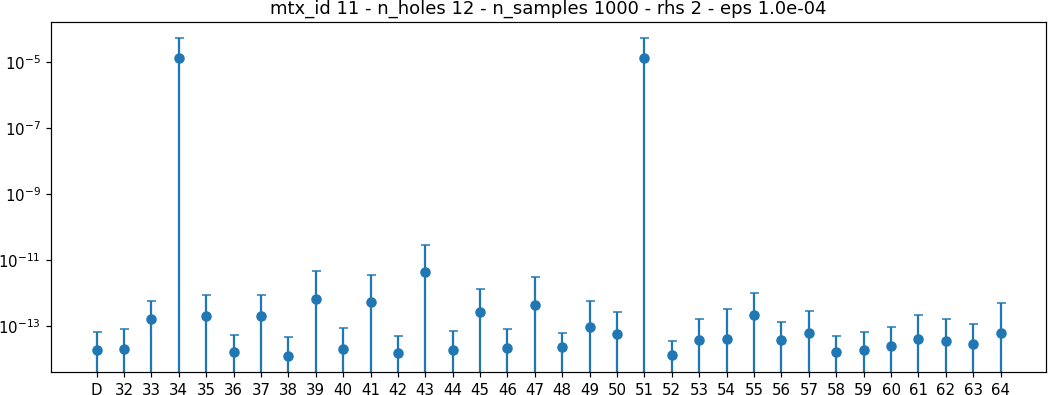 mtx_id 11 - n_holes 12 - n_samples 1000 - rhs 2 - eps 1.0e-04
10⁻⁵
10⁻⁷
10⁻⁹
10⁻¹¹
10⁻¹³
D 32 33 34 35 36 37 38 39 40 41 42 43 44 45 46 47 48 49 50 51 52 53 54 55 56 57 58 59 60 61 62 63 64